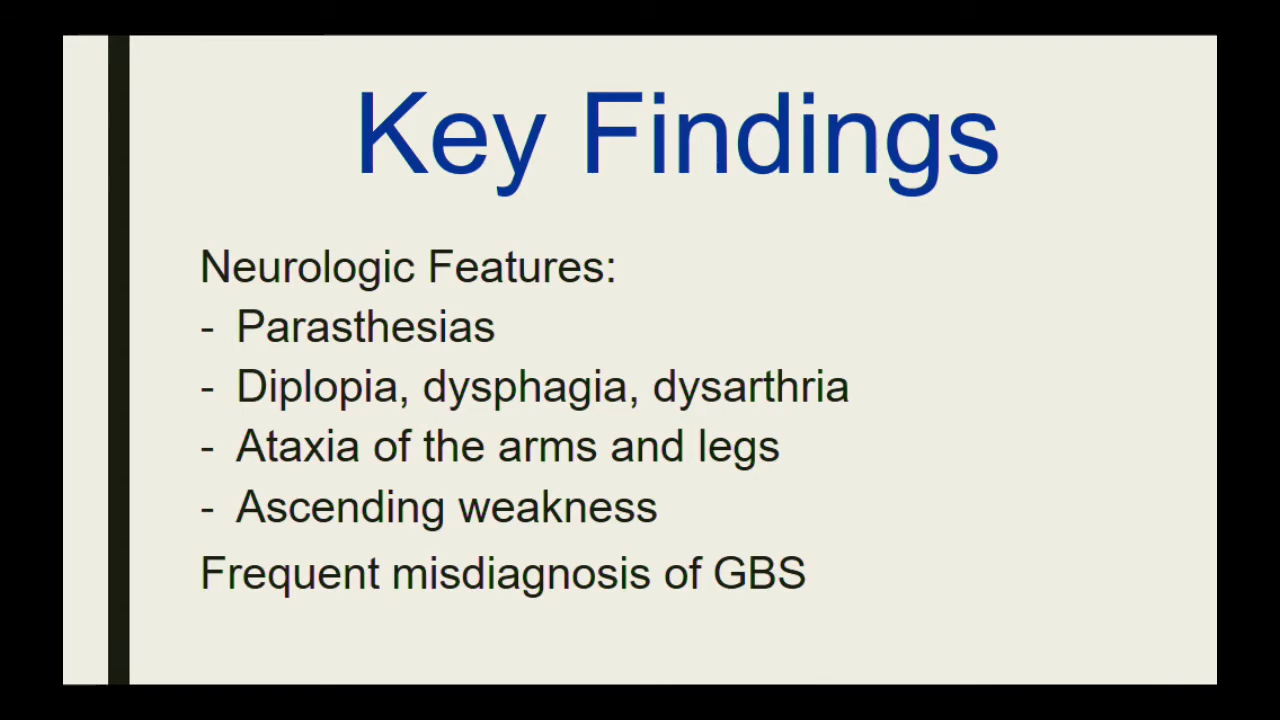 Key Findings
Neurologic Features:
- Parasthesias
- Diplopia, dysphagia, dysarthria
- Ataxia of the arms and legs
- Ascending weakness
Frequent misdiagnosis of GBS